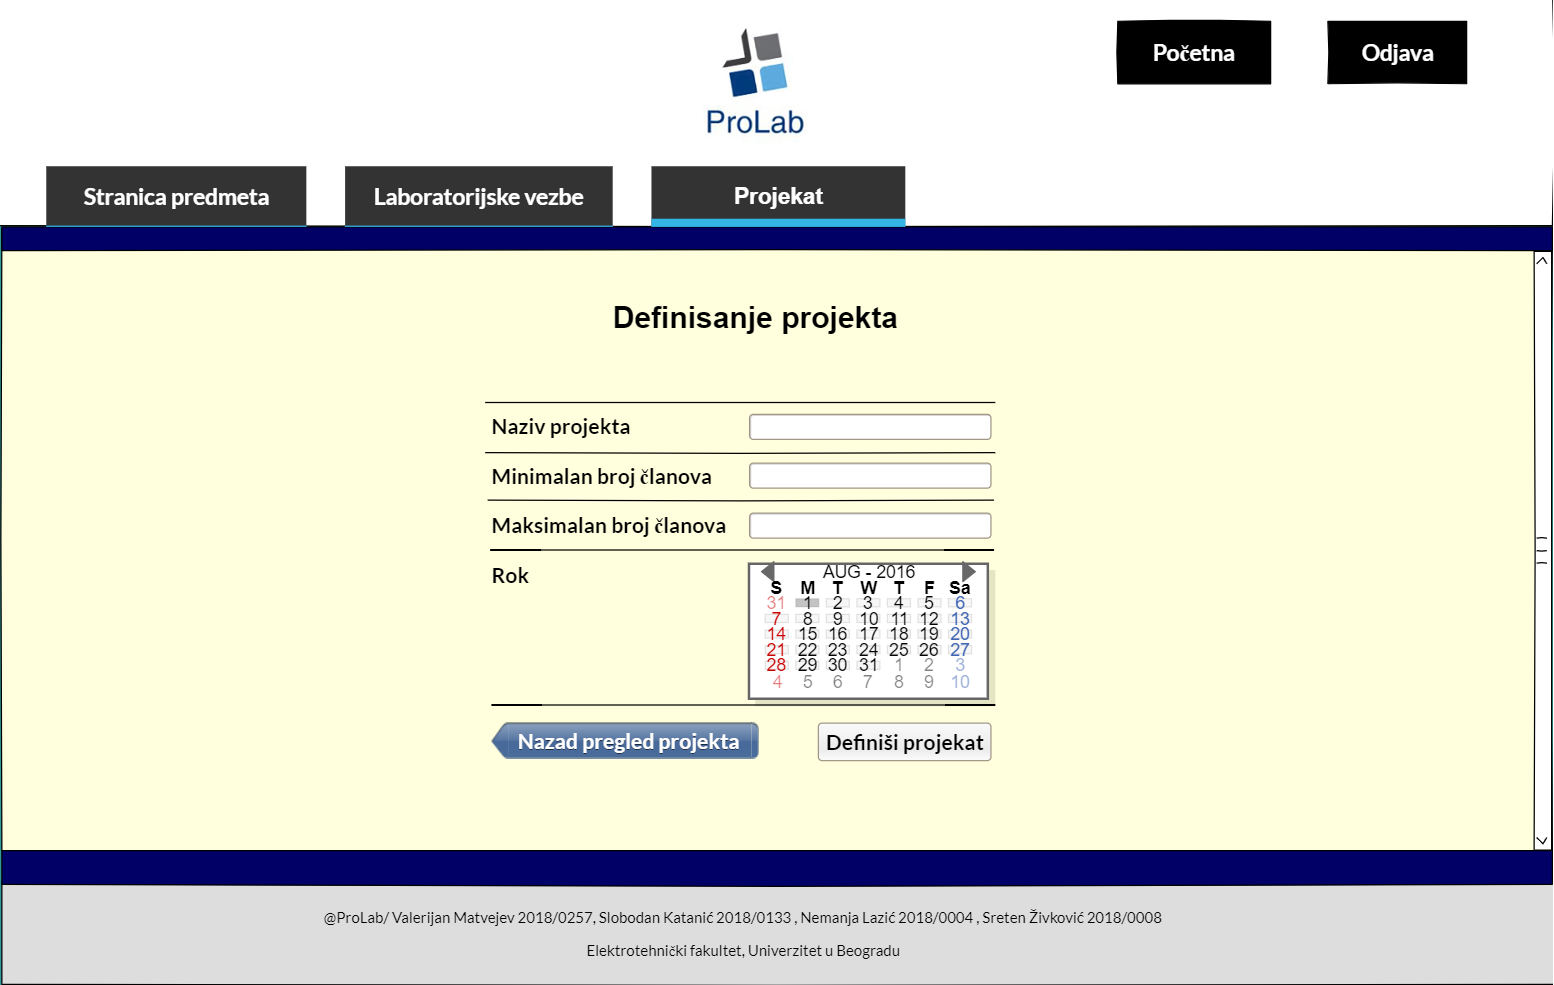 ProLab
Početna
Odjava
Stranica predmeta
Laboratorijske vezbe
Projekat
Definisanje projekta
Naziv projekta
Minimalan broj članova
Maksimalan broj članova
Rok
AUG - 2016
S M T W T F Sa
31 1 2 3 4 5 6
7 8 9 10 11 12 13
14 15 16 17 18 19 20
21 22 23 24 25 26 27
28 29 30 31 1 2 3
4 5 6 7 8 9 10
Nazad pregled projekta
Definiši projekat
@ProLab/ Valerijan Matvejev 2018/0257, Slobodan Katanić 2018/0133 , Nemanja Lazić 2018/0004 , Sreten Živković 2018/0008
Elektrotehnički fakultet, Univerzitet u Beogradu